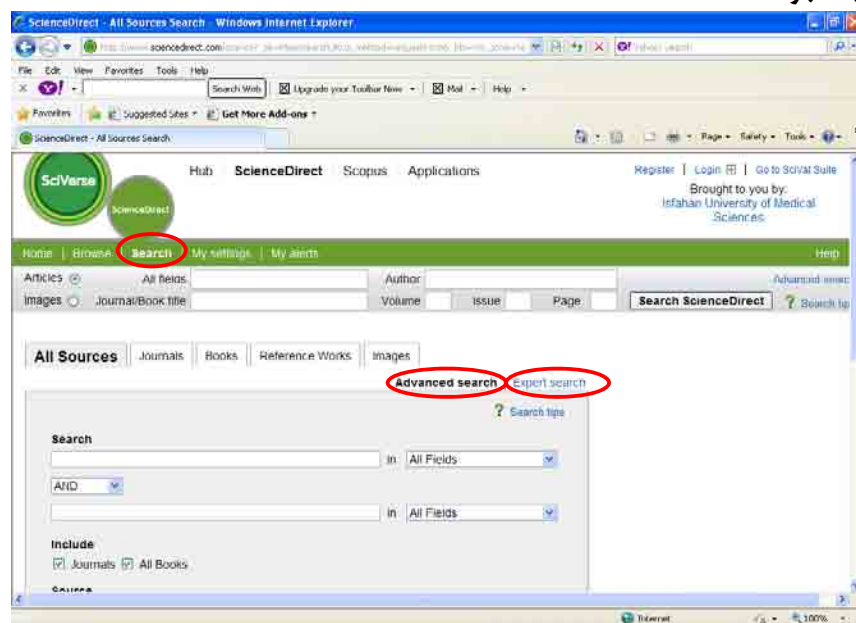 ScienceDirect - All Sources Search - Windows Internet Explorer
File Edit View Favorites Tools Help
Search Web Upgrade your Toolbar Now Mail Help
Favorites Suggested Sites Get More Add-ons
ScienceDirect - All Sources Search Page Safety Tools
SciVerse ScienceDirect Hub ScienceDirect Scopus Applications Register | Login | Go to SciVal Suite
Brought to you by:
Isfahan University of Medical
Sciences
Home | Browse | Search | My settings | My alerts Help
Articles All fields Author Advanced
Images Journal/Book title Volume Issue Page Search ScienceDirect ? Search
All Sources Journals Books Reference Works Images
Advanced search Expert search
? Search tips
Search
in All Fields
AND
in All Fields
Include
Journals All Books
Source
Internet 100%